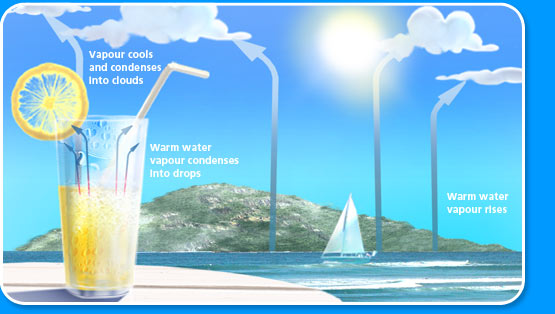 Vapour cools
and condenses
into clouds
Warm water
vapour condenses
into drops
Warm water
vapour rises